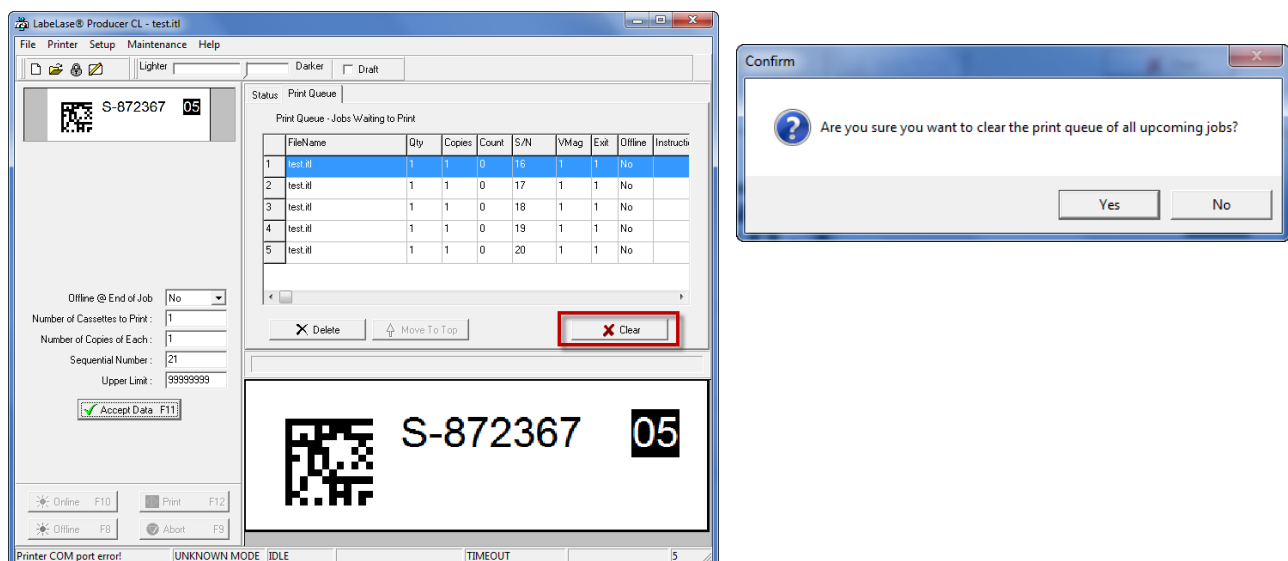 LabeLase® Producer CL - test.itl
File Printer Setup Maintenance Help
Lighter Darker Draft
S-872367 05
Status Print Queue
Print Queue - Jobs Waiting to Print
FileName Qty Copies Count S/N VMag Exit Offline Instructi
1 test.itl 1 1 0 16 1 1 No
2 test.itl 1 1 0 17 1 1 No
3 test.itl 1 1 0 18 1 1 No
4 test.itl 1 1 0 19 1 1 No
5 test.itl 1 1 0 20 1 1 No
Delete Move To Top Clear
Offline @ End of Job No
Number of Cassettes to Print : 1
Number of Copies of Each : 1
Sequential Number : 21
Upper Limit : 99999999
Accept Data F11
S-872367 05
Online F10 Print F12
Offline F8 Abort F9
Printer COM port error! UNKNOWN MODE IDLE TIMEOUT 5
Confirm
Are you sure you want to clear the print queue of all upcoming jobs?
Yes No